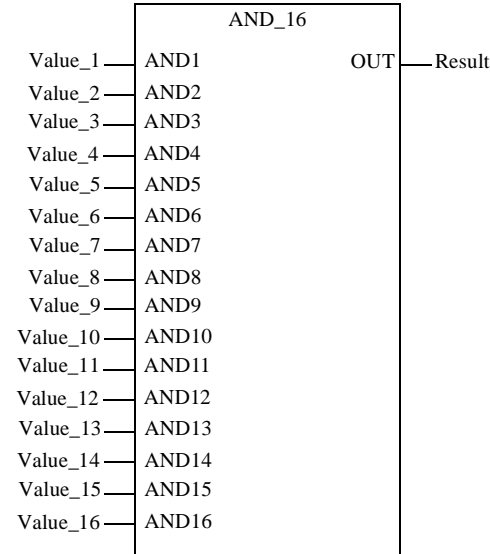 AND_16
Value_1 AND1 OUT Result
Value_2 AND2
Value_3 AND3
Value_4 AND4
Value_5 AND5
Value_6 AND6
Value_7 AND7
Value_8 AND8
Value_9 AND9
Value_10 AND10
Value_11 AND11
Value_12 AND12
Value_13 AND13
Value_14 AND14
Value_15 AND15
Value_16 AND16